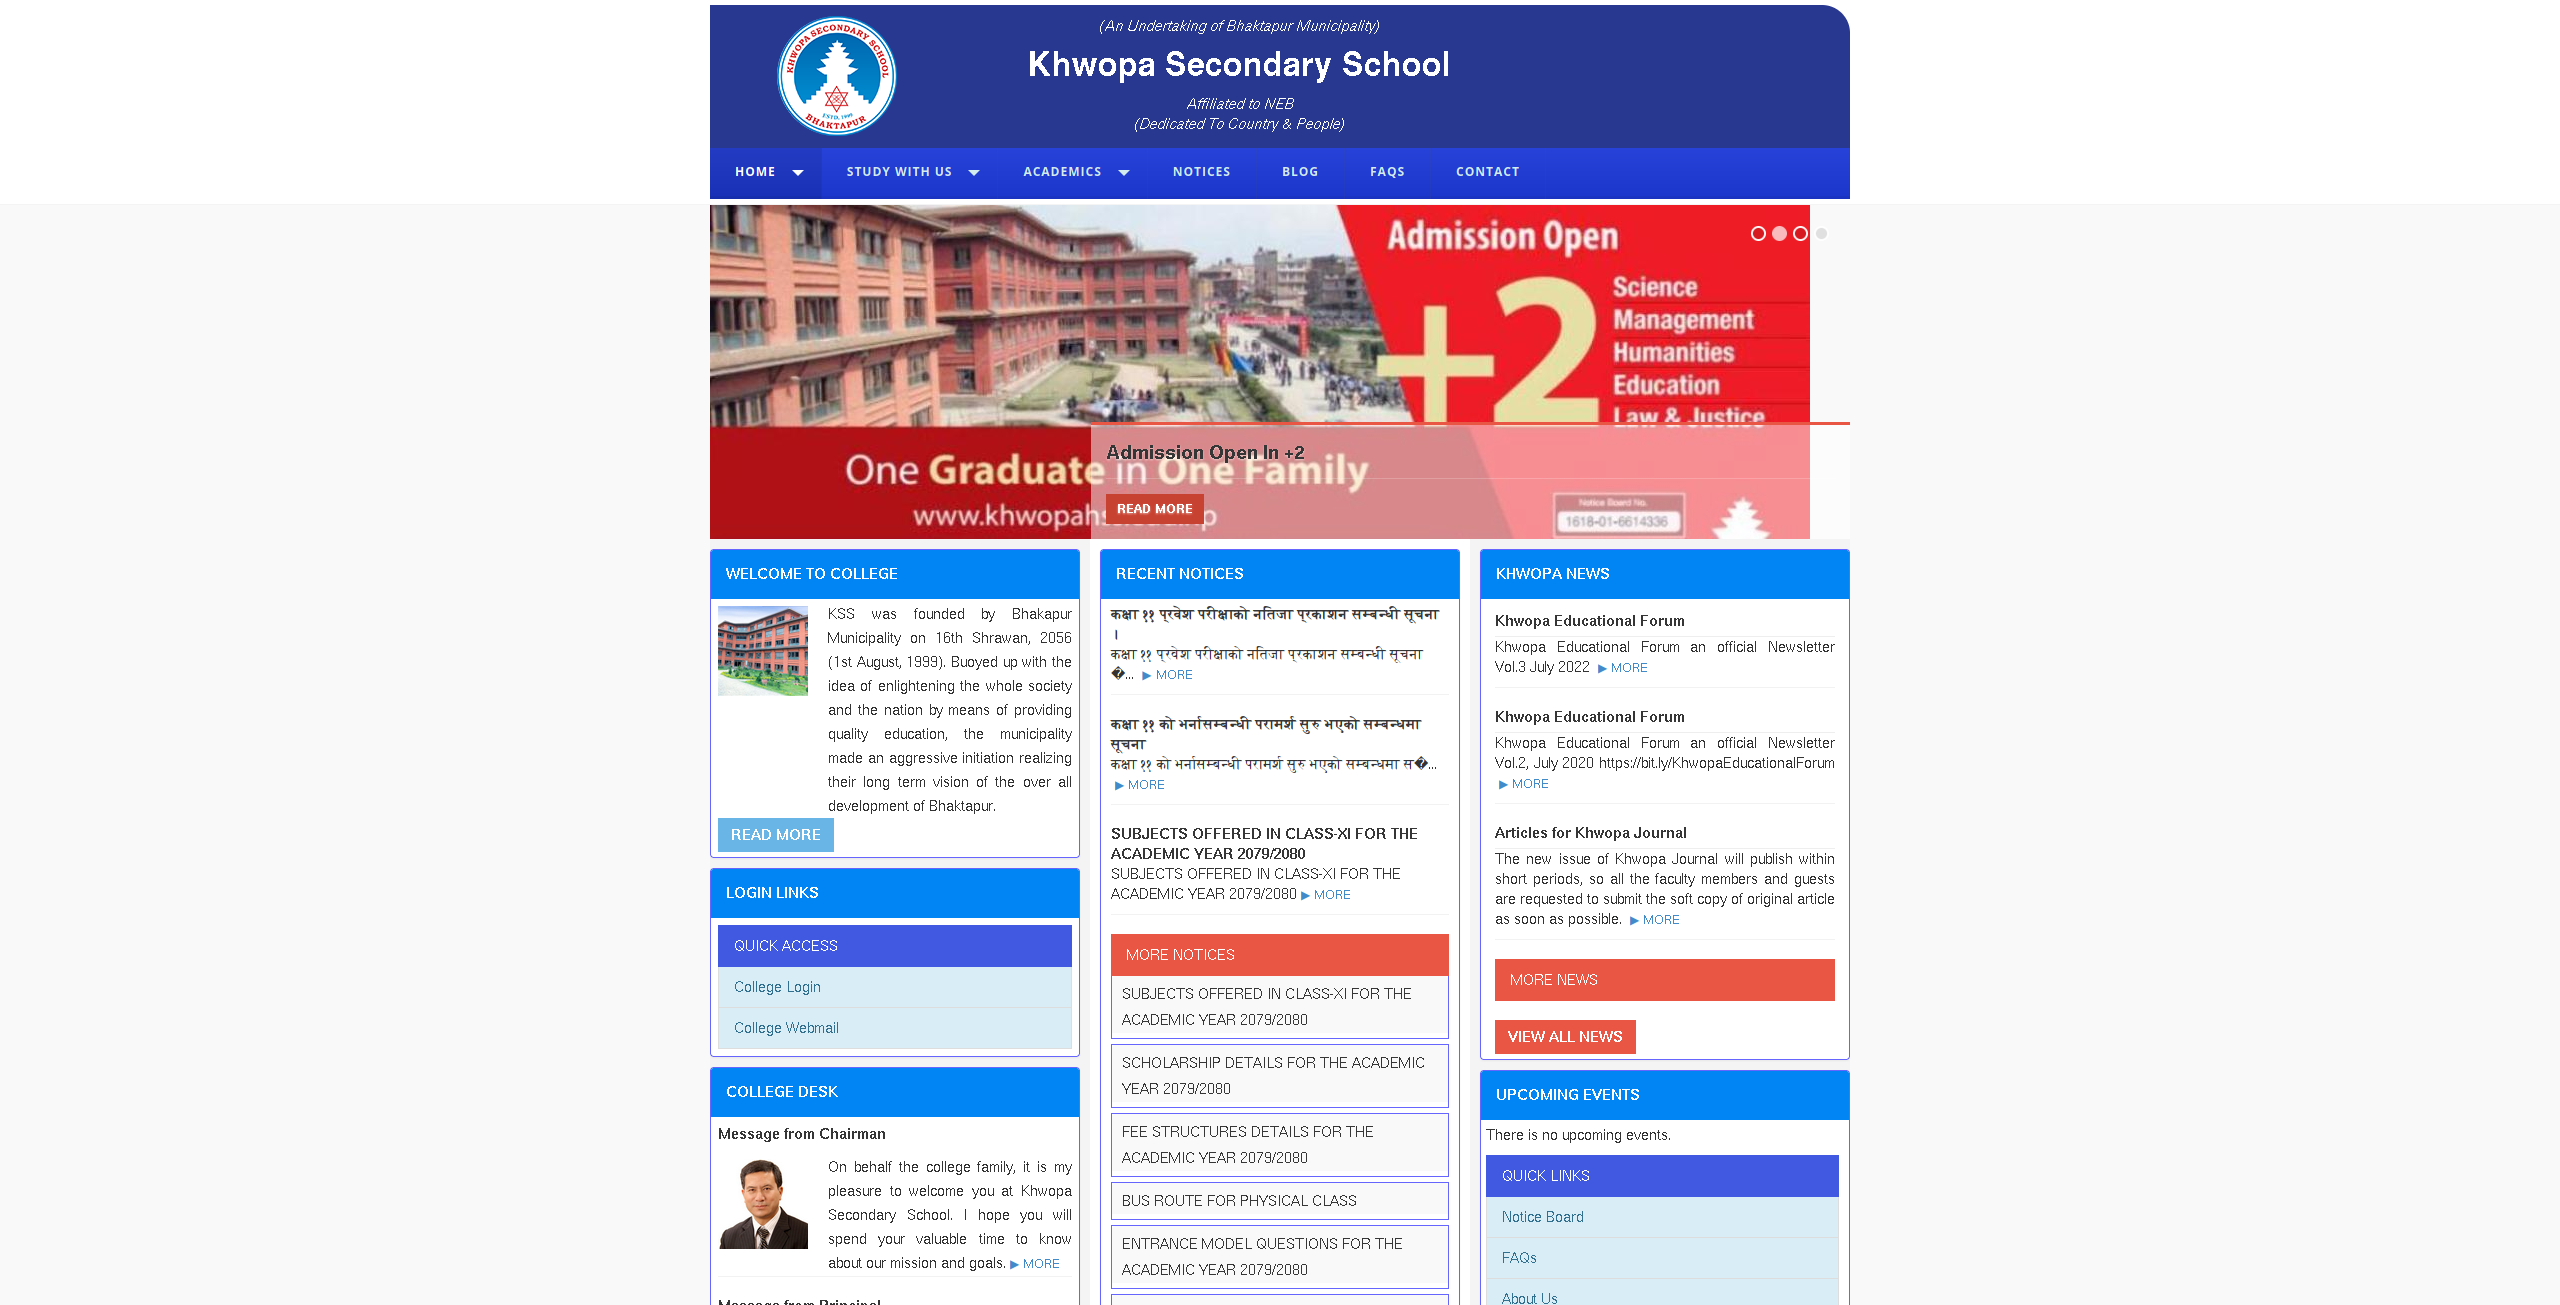 KHWOPA SECONDARY SCHOOL
ESTD. 1999
BHAKTAPUR
(An Undertaking of Bhaktapur Municipality)
Khwopa Secondary School
Affiliated to NEB
(Dedicated To Country & People)
HOME
STUDY WITH US
ACADEMICS
NOTICES
BLOG
FAQS
CONTACT
Admission Open
+2
Science
Management
Humanities
Education
Law & Justice
One Graduate in One Family
www.khwopah
Notice Board No.
1618-01-6614336
Admission Open In +2
READ MORE
WELCOME TO COLLEGE
KSS was founded by Bhakapur
Municipality on 16th Shrawan, 2056
(1st August, 1999). Buoyed up with the
idea of enlightening the whole society
and the nation by means of providing
quality education, the municipality
made an aggressive initiation realizing
their long term vision of the over all
development of Bhaktapur.
READ MORE
LOGIN LINKS
QUICK ACCESS
College Login
College Webmail
COLLEGE DESK
Message from Chairman
On behalf the college family, it is my
pleasure to welcome you at Khwopa
Secondary School. I hope you will
spend your valuable time to know
about our mission and goals. ▶ MORE
Message from Principal
RECENT NOTICES
कक्षा ११ प्रवेश परीक्षाको नतिजा प्रकाशन सम्बन्धी सूचना
।
कक्षा ११ प्रवेश परीक्षाको नतिजा प्रकाशन सम्बन्धी सूचना
�... ▶ MORE
कक्षा ११ को भर्नासम्बन्धी परामर्श सुरु भएको सम्बन्धमा
सूचना
कक्षा ११ को भर्नासम्बन्धी परामर्श सुरु भएको सम्बन्धमा स�...
▶ MORE
SUBJECTS OFFERED IN CLASS-XI FOR THE
ACADEMIC YEAR 2079/2080
SUBJECTS OFFERED IN CLASS-XI FOR THE
ACADEMIC YEAR 2079/2080 ▶ MORE
MORE NOTICES
SUBJECTS OFFERED IN CLASS-XI FOR THE
ACADEMIC YEAR 2079/2080
SCHOLARSHIP DETAILS FOR THE ACADEMIC
YEAR 2079/2080
FEE STRUCTURES DETAILS FOR THE
ACADEMIC YEAR 2079/2080
BUS ROUTE FOR PHYSICAL CLASS
ENTRANCE MODEL QUESTIONS FOR THE
ACADEMIC YEAR 2079/2080
KHWOPA NEWS
Khwopa Educational Forum
Khwopa Educational Forum an official Newsletter
Vol.3 July 2022 ▶ MORE
Khwopa Educational Forum
Khwopa Educational Forum an official Newsletter
Vol.2, July 2020 https://bit.ly/KhwopaEducationalForum
▶ MORE
Articles for Khwopa Journal
The new issue of Khwopa Journal will publish within
short periods, so all the faculty members and guests
are requested to submit the soft copy of original article
as soon as possible. ▶ MORE
MORE NEWS
VIEW ALL NEWS
UPCOMING EVENTS
There is no upcoming events.
QUICK LINKS
Notice Board
FAQs
About Us